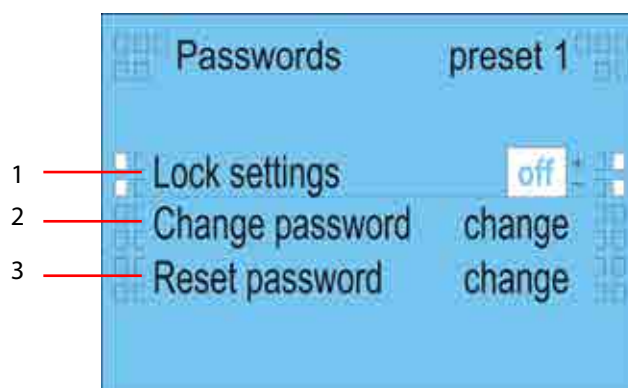 Passwords preset 1
1 Lock settings off + -
2 Change password change
3 Reset password change